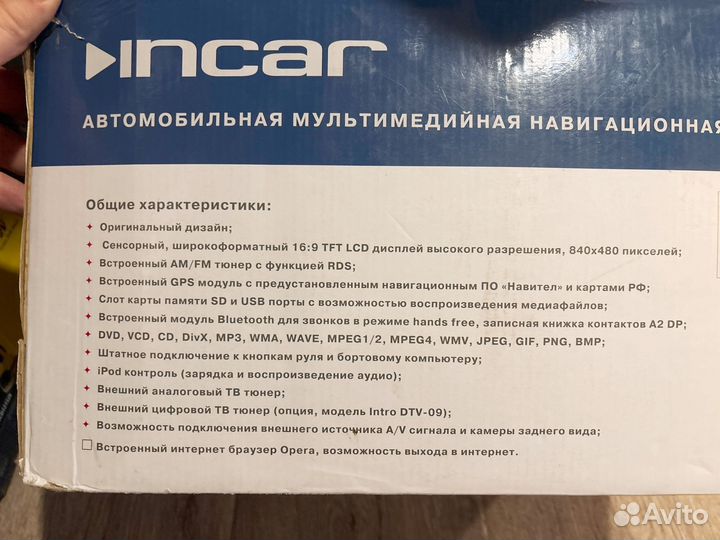 incar
АВТОМОБИЛЬНАЯ МУЛЬТИМЕДИЙНАЯ НАВИГАЦИОННАЯ
Общие характеристики:
Оригинальный дизайн;
Сенсорный, широкоформатный 16:9 TFT LCD дисплей высокого разрешения, 840x480 пикселей;
Встроенный AM/FM тюнер с функцией RDS;
Встроенный GPS модуль с предустановленным навигационным ПО «Навител» и картами РФ;
Слот карты памяти SD и USB порты с возможностью воспроизведения медиафайлов;
Встроенный модуль Bluetooth для звонков в режиме hands free, записная книжка контактов A2 DP;
DVD, VCD, CD, DivX, MP3, WMA, WAVE, MPEG1/2, MPEG4, WMV, JPEG, GIF, PNG, BMP;
Штатное подключение к кнопкам руля и бортовому компьютеру;
iPod контроль (зарядка и воспроизведение аудио);
Внешний аналоговый ТВ тюнер;
Внешний цифровой ТВ тюнер (опция, модель Intro DTV-09);
Возможность подключения внешнего источника A/V сигнала и камеры заднего вида;
Встроенный интернет браузер Opera, возможность выхода в интернет.
Avito